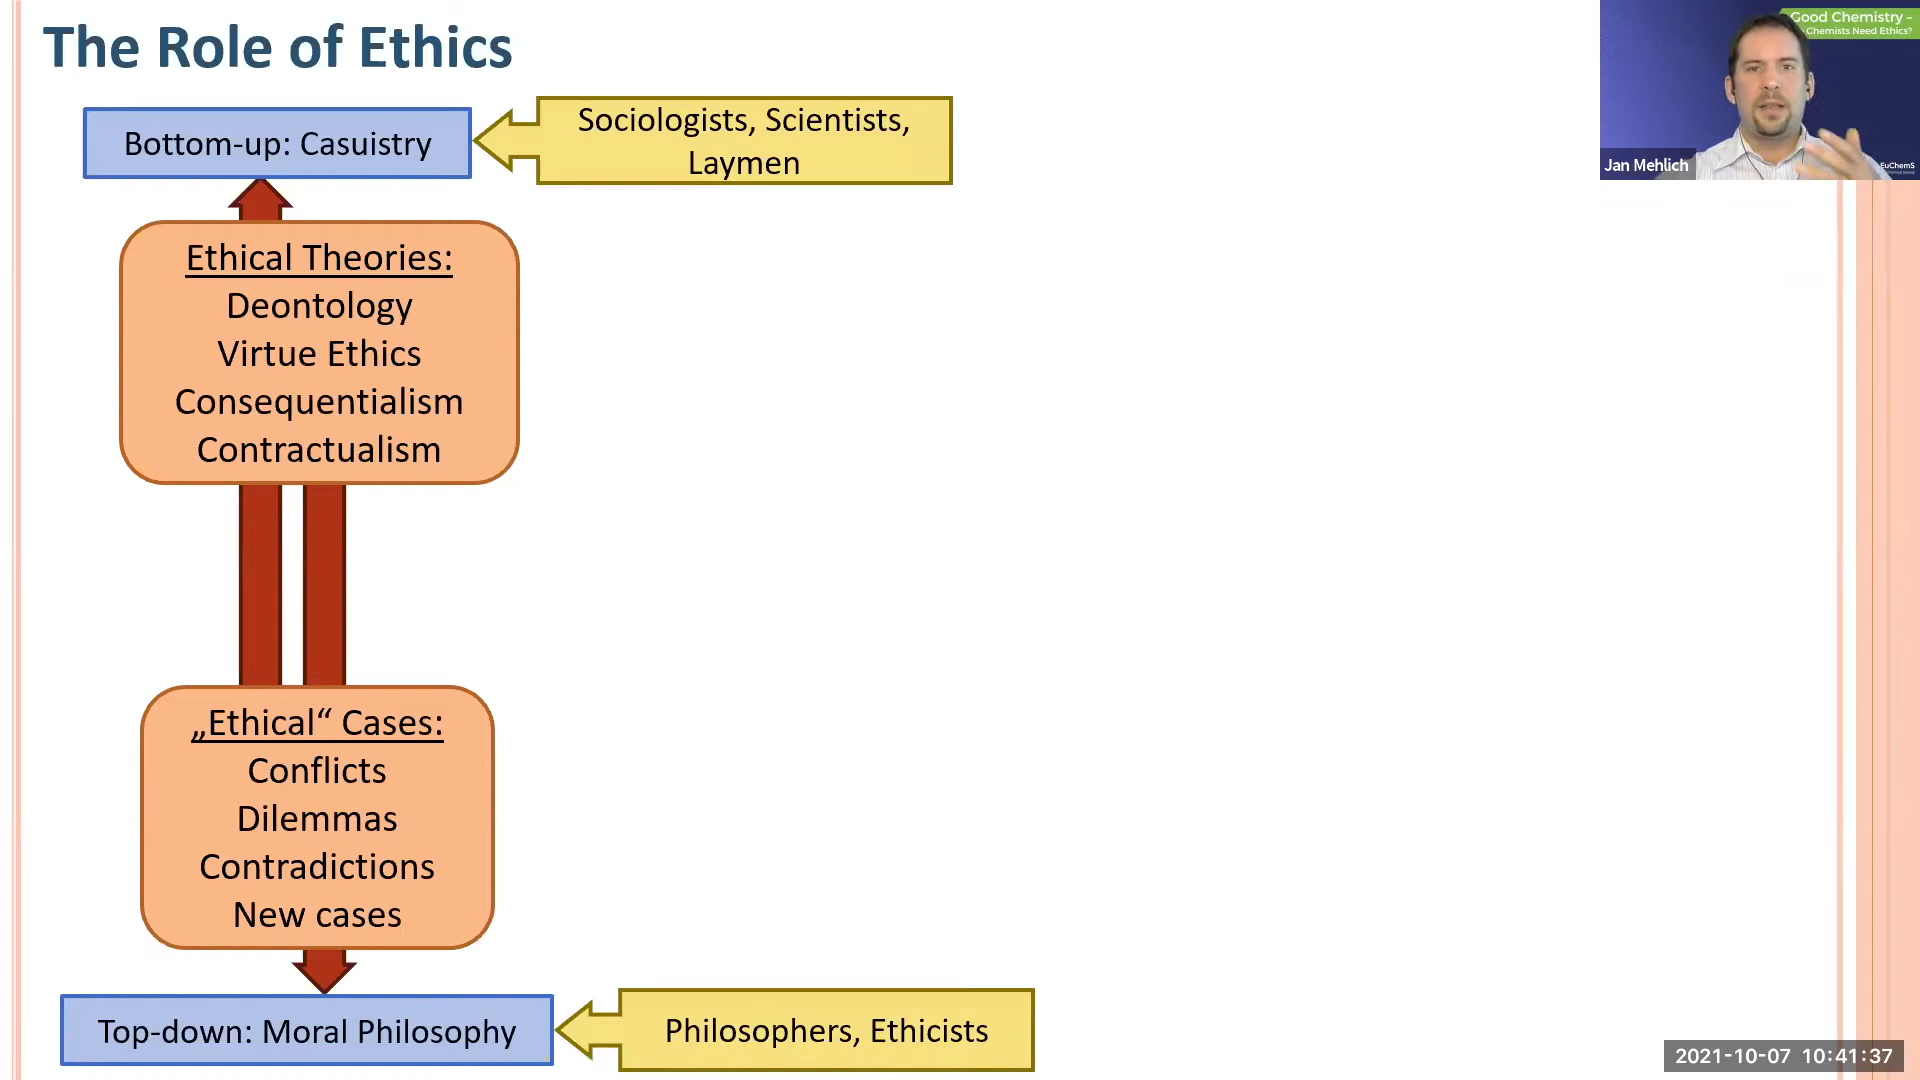 The Role of Ethics
Good Chemistry –
Chemists Need Ethics?
Jan Mehlich
EuChemS
Bottom-up: Casuistry
Sociologists, Scientists,
Laymen
Ethical Theories:
Deontology
Virtue Ethics
Consequentialism
Contractualism
„Ethical“ Cases:
Conflicts
Dilemmas
Contradictions
New cases
Top-down: Moral Philosophy
Philosophers, Ethicists
2021-10-07 10:41:37